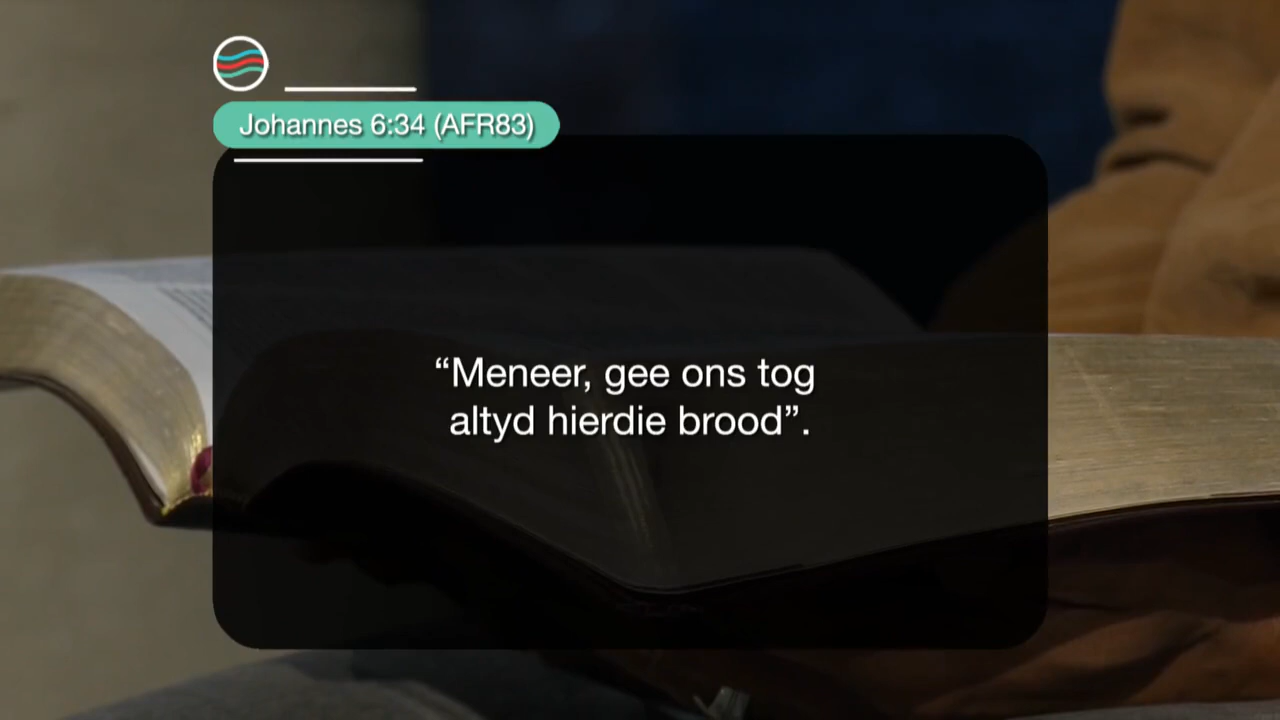 Johannes 6:34 (AFR83)
“Meneer, gee ons tog
altyd hierdie brood”.